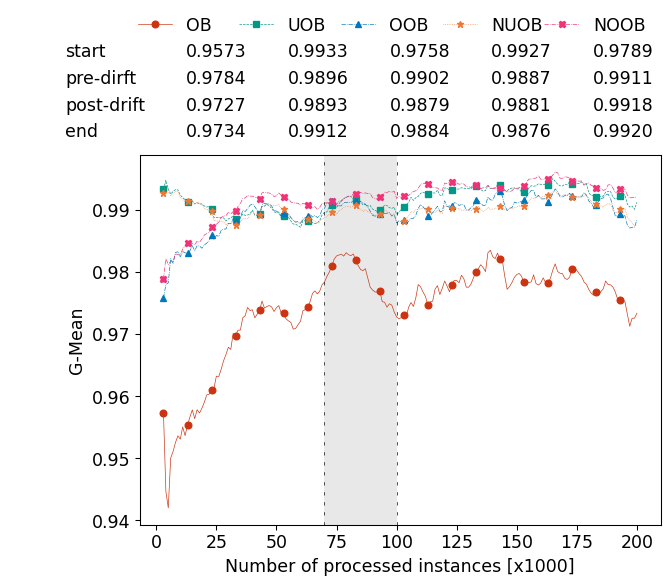 OB UOB OOB NUOB NOOB
start 0.9573 0.9933 0.9758 0.9927 0.9789
pre-dirft 0.9784 0.9896 0.9902 0.9887 0.9911
post-drift 0.9727 0.9893 0.9879 0.9881 0.9918
end 0.9734 0.9912 0.9884 0.9876 0.9920
0.99
0.98
0.97
0.96
0.95
0.94
G-Mean
0 25 50 75 100 125 150 175 200
Number of processed instances [x1000]